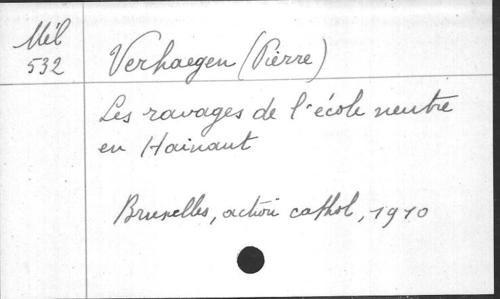 Mél
532
Verhaegen (Pierre)
Les ravages de l'école neutre
en Hainaut
Bruxelles, action cathol, 1910